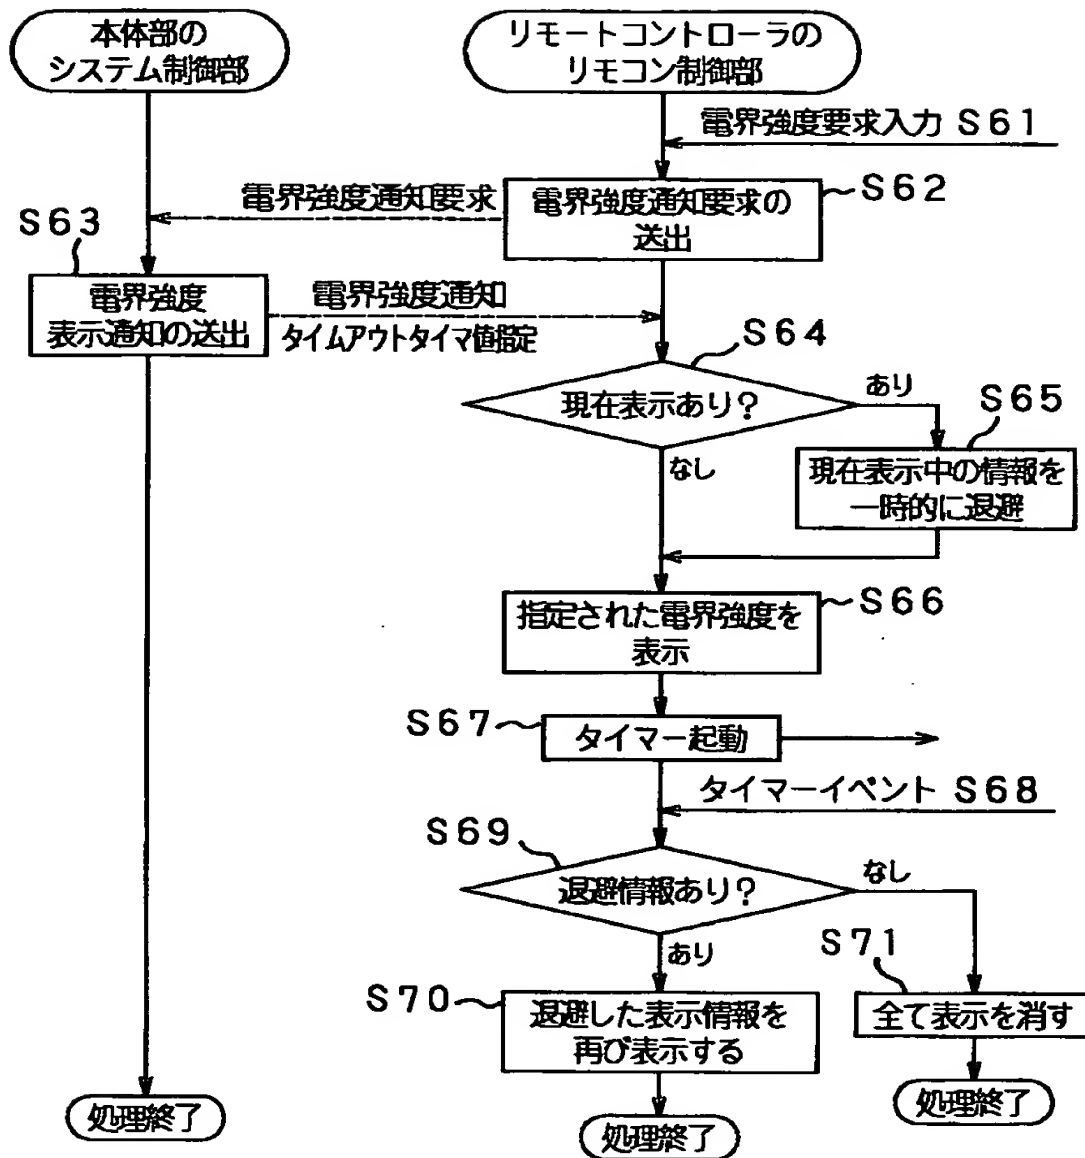 本体部の
システム制御部
リモートコントローラの
リモコン制御部
電界強度要求入力 S61
S62
電界強度通知要求
電界強度通知要求の
送出
S63
電界強度
表示通知の送出
電界強度通知
タイムアウトタイマ値指定
S64
現在表示あり?
あり
なし
S65
現在表示中の情報を
一時的に退避
S66
指定された電界強度を
表示
S67
タイマー起動
タイマーイベント S68
S69
退避情報あり?
なし
あり
S71
S70
退避した表示情報を
再び表示する
全て表示を消す
処理終了
処理終了
処理終了